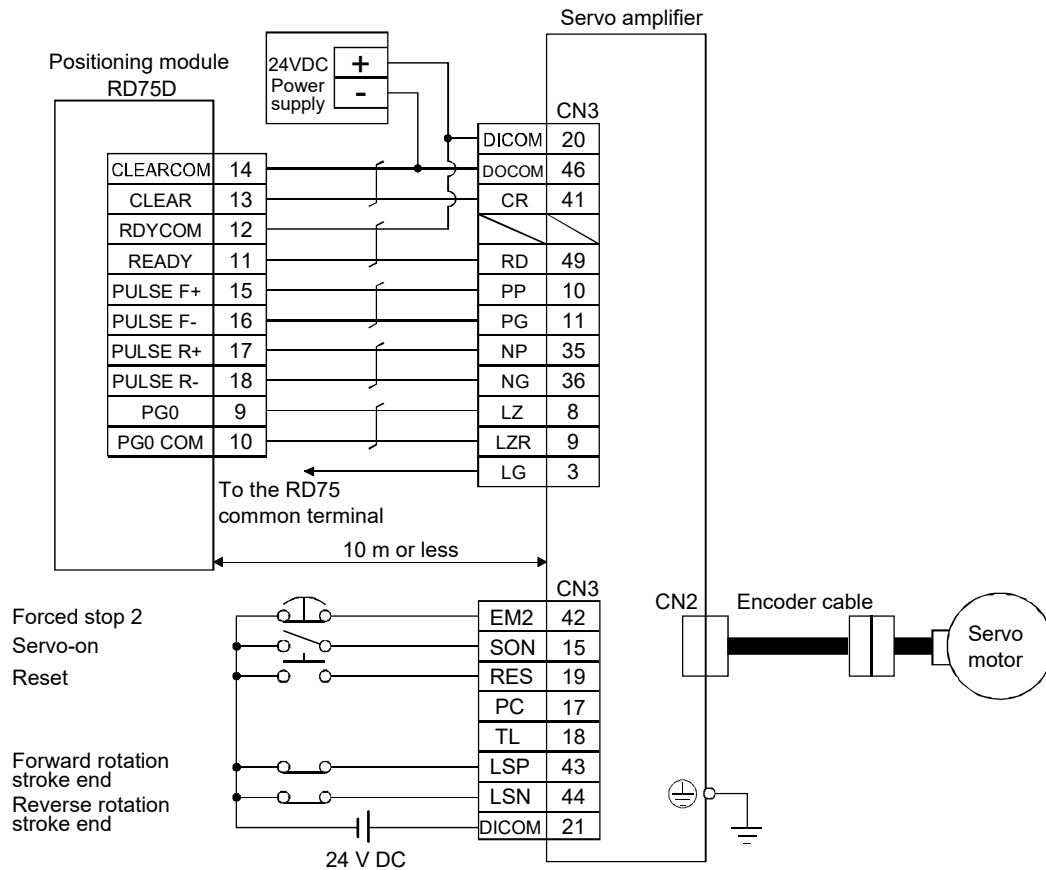 Servo amplifier
Positioning module
RD75D
24VDC
Power
supply
+
-
CN3
DICOM 20
CLEARCOM 14 DOCOM 46
CLEAR 13 CR 41
RDYCOM 12
READY 11 RD 49
PULSE F+ 15 PP 10
PULSE F- 16 PG 11
PULSE R+ 17 NP 35
PULSE R- 18 NG 36
PG0 9 LZ 8
PG0 COM 10 LZR 9
LG 3
To the RD75
common terminal
10 m or less
CN3
Forced stop 2 EM2 42
Servo-on SON 15
Reset RES 19
PC 17
TL 18
Forward rotation
stroke end
LSP 43
Reverse rotation
stroke end
LSN 44
DICOM 21
24 V DC
CN2
Encoder cable
Servo
motor